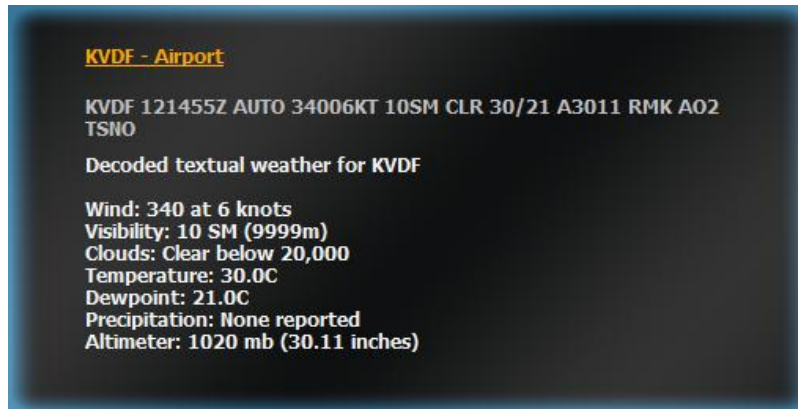 KVDF - Airport
KVDF 121455Z AUTO 34006KT 10SM CLR 30/21 A3011 RMK AO2
TSNO
Decoded textual weather for KVDF
Wind: 340 at 6 knots
Visibility: 10 SM (9999m)
Clouds: Clear below 20,000
Temperature: 30.0C
Dewpoint: 21.0C
Precipitation: None reported
Altimeter: 1020 mb (30.11 inches)